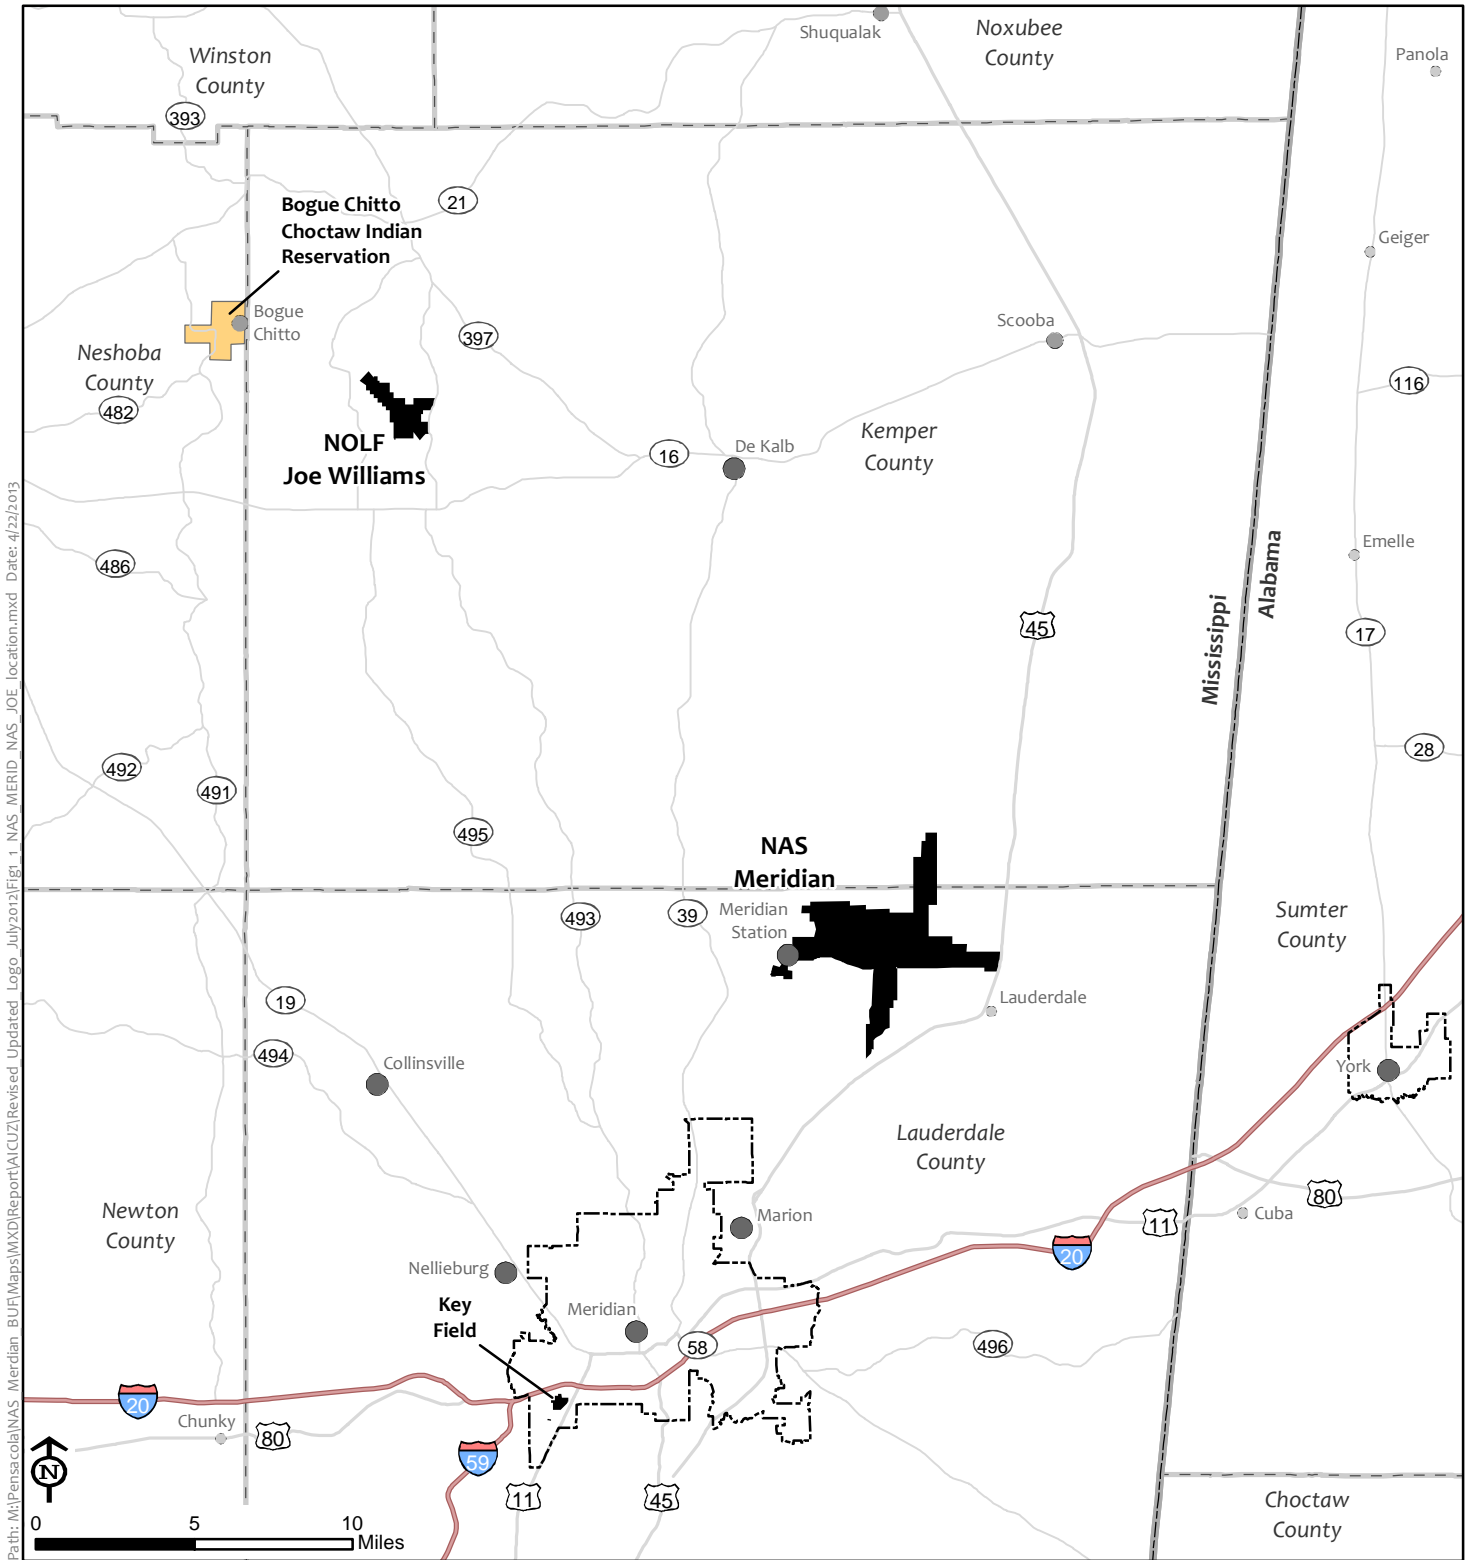 Shuqualak
Noxubee
County
Winston
County
Panola
393
21
Bogue Chitto
Choctaw Indian
Reservation
Geiger
Bogue
Chitto
Scooba
397
Neshoba
County
116
482
Kemper
County
NOLF
Joe Williams
De Kalb
16
Emelle
486
Mississippi
Alabama
45
17
28
492
491
495
NAS
Meridian
Meridian
Station
493
39
Sumter
County
19
Lauderdale
494
Collinsville
York
Lauderdale
County
Newton
County
Marion
80
11
Cuba
20
Nellieburg
Key
Field
Meridian
58
496
20
Chunky
80
59
11
45
N
Choctaw
County
0
5
10
Miles
Path: M:\Pensacola\NAS_Merdian_BUF\Maps\MXD\Report\AICUZ\Revised_Updated_Logo_July2012\Fig1_1_NAS_MERID_NAS_JOE_location.mxd Date: 4/22/2013